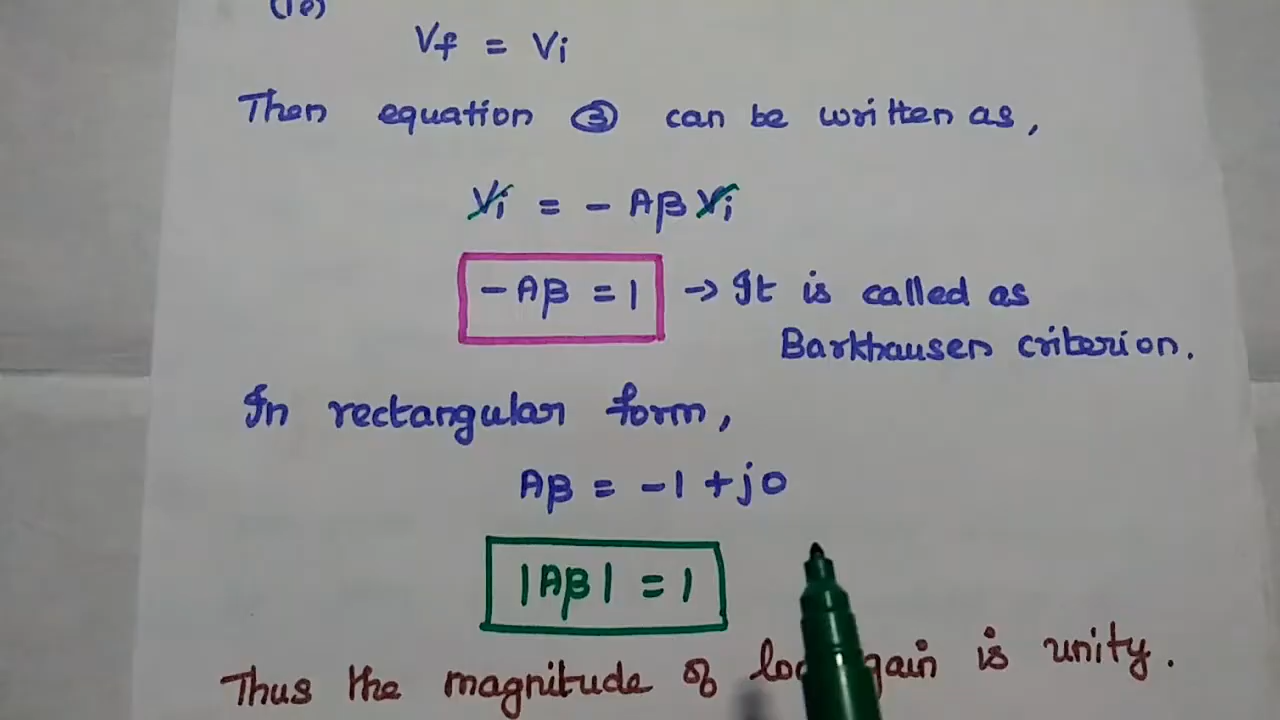 (ie)
Vf = Vi
Then equation ③ can be written as,
Vi = - Aβ Vi
- Aβ = 1 → It is called as
Barkhausen criterion.
In rectangular form,
Aβ = -1 + j0
|Aβ| = 1
Thus the magnitude of gain is unity.